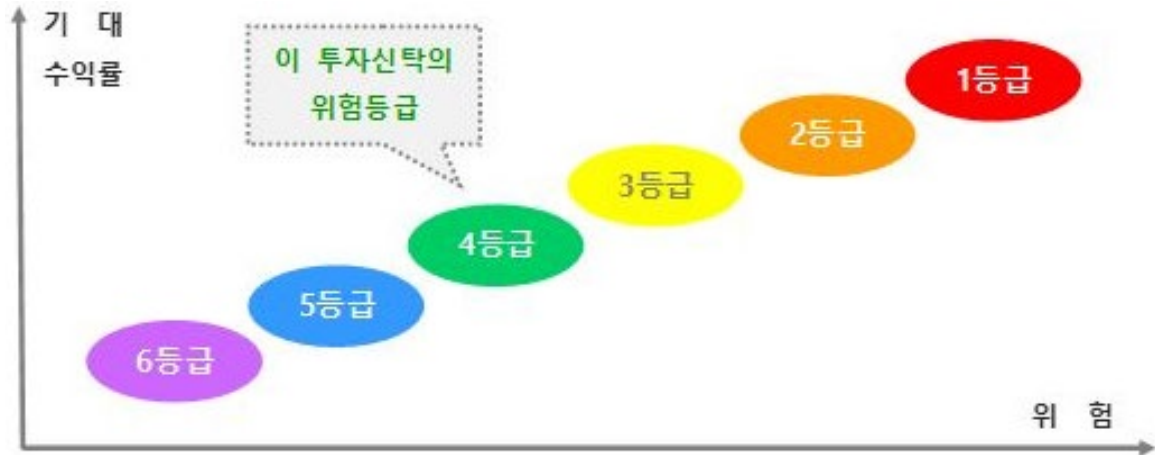 기 대
수익률
이 투자신탁의
위험등급
1등급
2등급
3등급
4등급
5등급
6등급
위 험